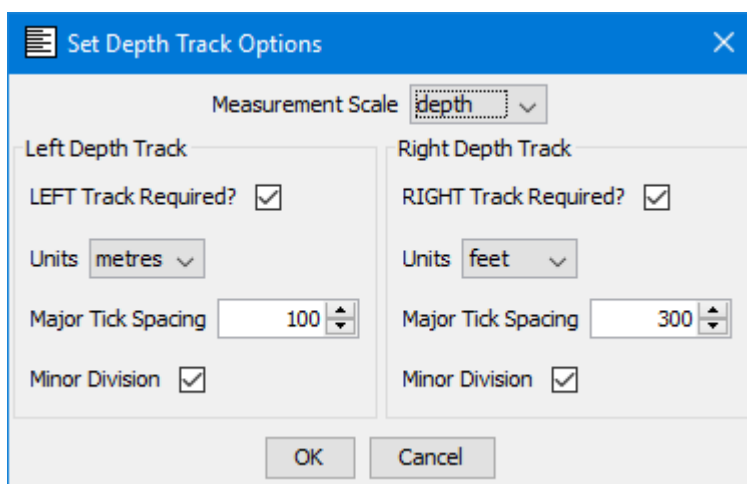 Set Depth Track Options
Measurement Scale depth
Left Depth Track
LEFT Track Required?
Units metres
Major Tick Spacing 100
Minor Division
Right Depth Track
RIGHT Track Required?
Units feet
Major Tick Spacing 300
Minor Division
OK Cancel